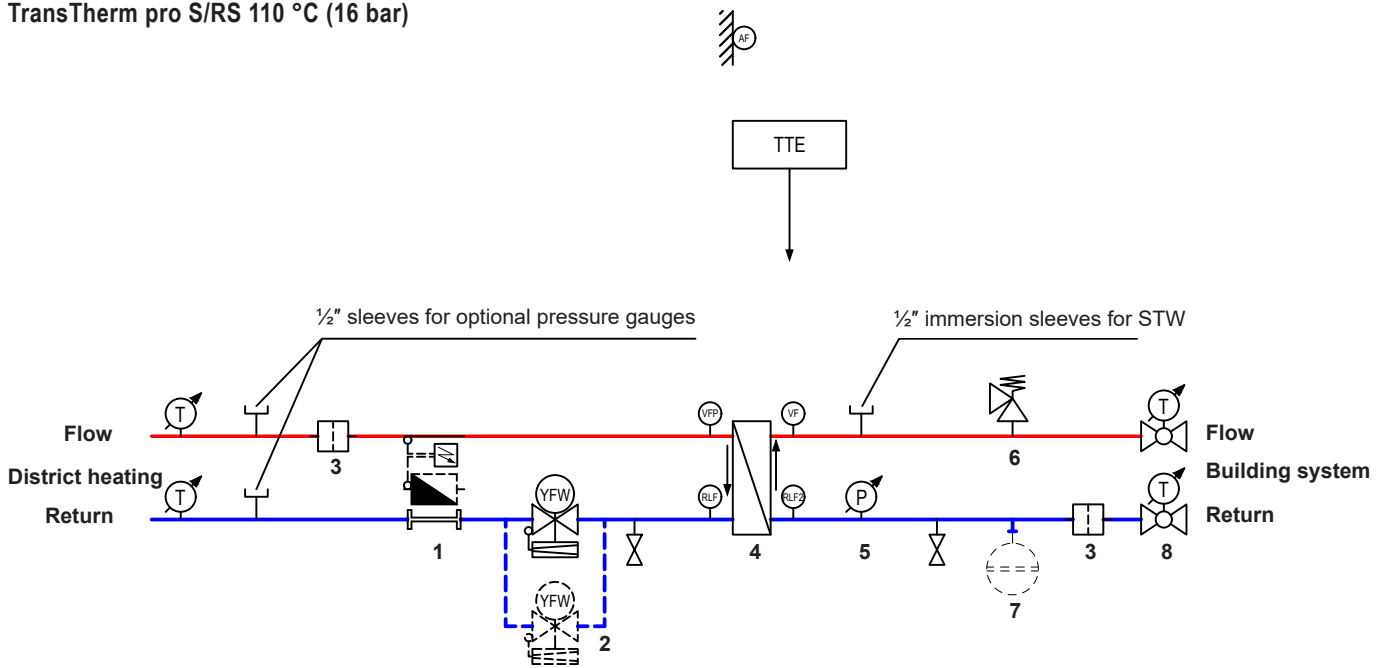 TransTherm pro S/RS 110 °C (16 bar)
AF
TTE
½″ sleeves for optional pressure gauges
½″ immersion sleeves for STW
T
VFP
VF
T
Flow
3
6
Flow
District heating
Building system
T
YFW
RLF
RLF2
P
T
Return
Return
1
4
5
3
8
YFW
2
7